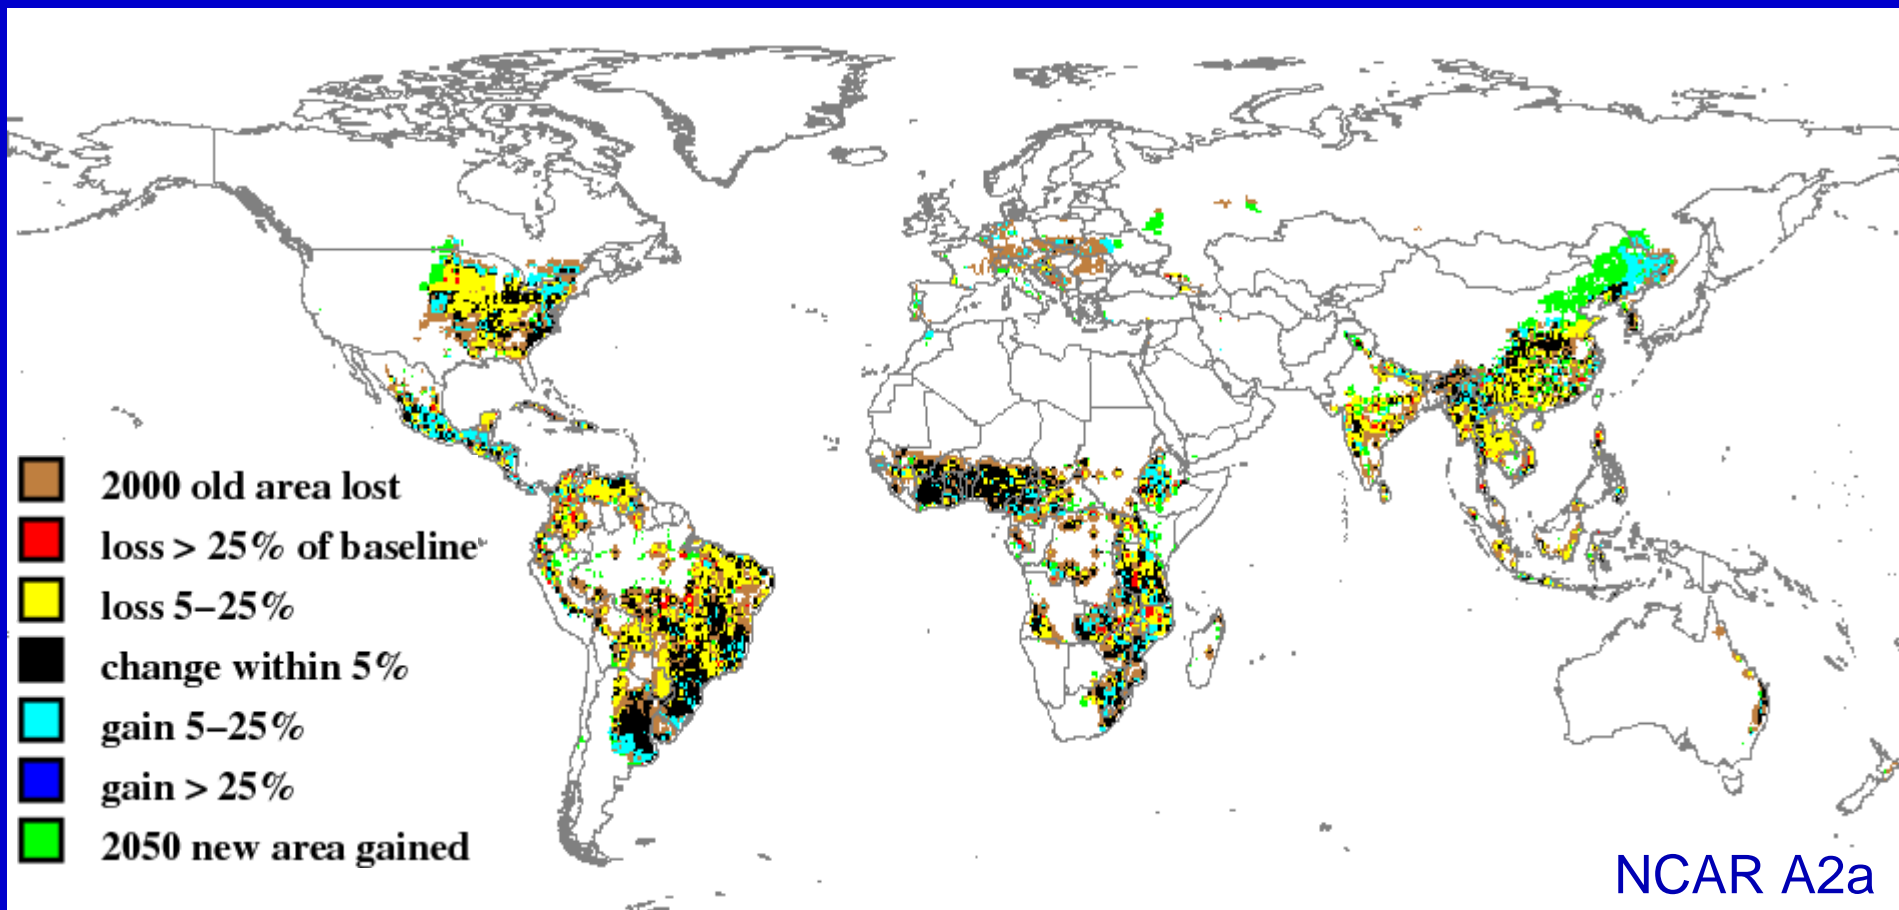 2000 old area lost
loss > 25% of baseline
loss 5–25%
change within 5%
gain 5–25%
gain > 25%
2050 new area gained
NCAR A2a